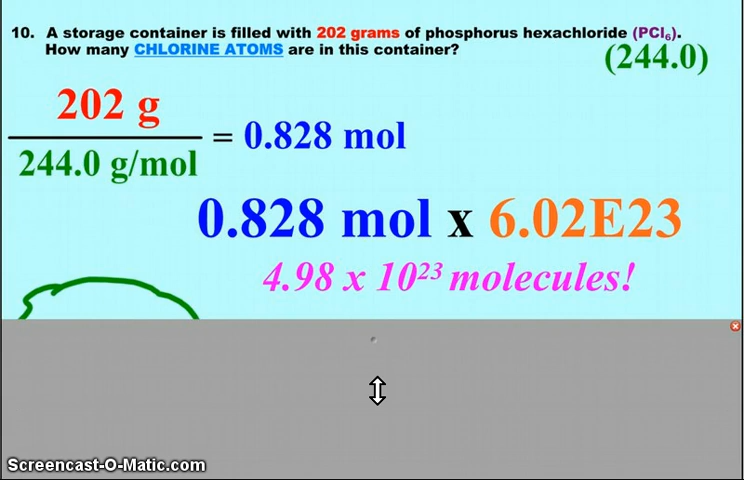 10. A storage container is filled with 202 grams of phosphorus hexachloride (PCl₆).
How many CHLORINE ATOMS are in this container?
(244.0)
202 g
244.0 g/mol
= 0.828 mol
0.828 mol x 6.02E23
4.98 x 10²³ molecules!
Screencast-O-Matic.com